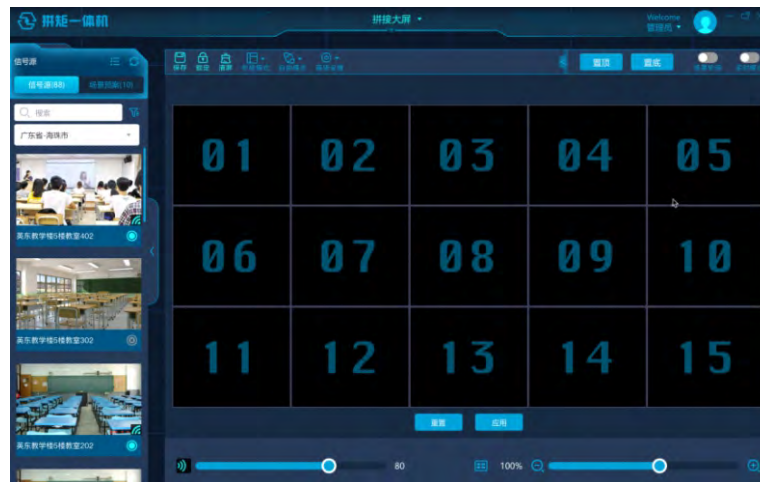 拼矩一体机
拼接大屏
Welcome
管理员
信号源
信号源(88)
搜索
广东省-海珠市
英东教学楼5楼教室402
英东教学楼5楼教室302
英东教学楼5楼教室202
保存
锁定
清屏
置顶
置底
01 02 03 04 05
06 07 08 09 10
11 12 13 14 15
重置
应用
80
100%